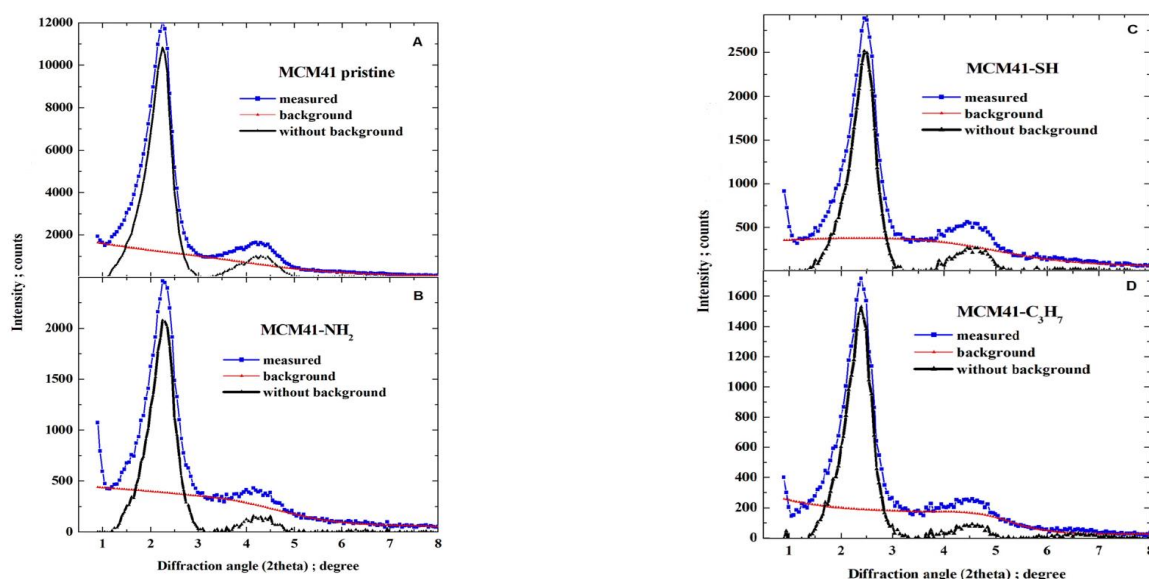 A
MCM41 pristine
measured
background
without background
12000
10000
8000
6000
4000
2000
Intensity ; counts
B
MCM41-NH₂
measured
background
without background
2000
1500
1000
500
0
1 2 3 4 5 6 7 8
Diffraction angle (2theta) ; degree
C
MCM41-SH
measured
background
without background
2500
2000
1500
1000
500
Intensity ; counts
D
MCM41-C₃H₇
measured
background
without background
1600
1400
1200
1000
800
600
400
200
0
1 2 3 4 5 6 7 8
Diffraction angle (2theta) ; degree